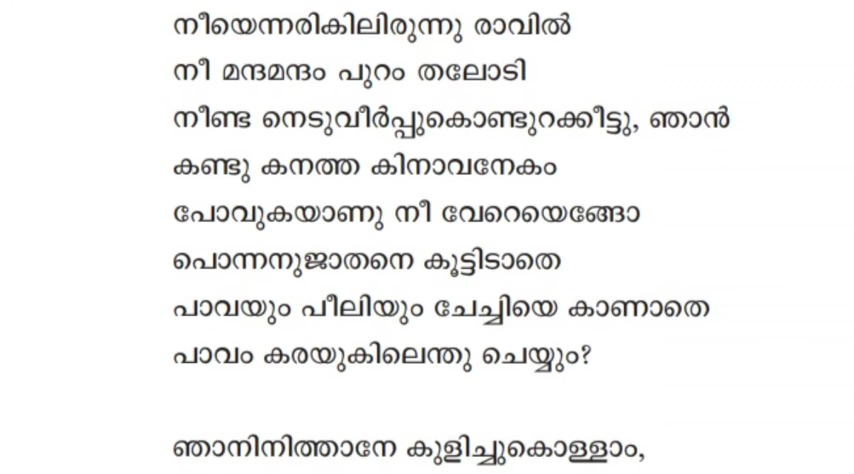 നീയെന്നരികിലിരുന്നു രാവിൽ
നീ മന്ദമന്ദം പുറം തലോടി
നീണ്ട നെടുവീർപ്പുകൊണ്ടുറക്കീട്ടു, ഞാൻ
കണ്ടു കനത്ത കിനാവനേകം
പോവുകയാണു നീ വേറെയെങ്ങോ
പൊന്നനുജാതനെ കൂട്ടിടാതെ
പാവയും പീലിയും ചേച്ചിയെ കാണാതെ
പാവം കരയുകിലെന്തു ചെയ്യും?
ഞാനിനിത്താനേ കുളിച്ചുകൊള്ളാം,